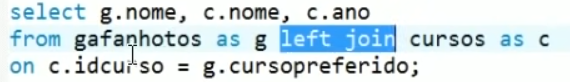 select g.nome, c.nome, c.ano
from gafanhotos as g left join cursos as c
on c.idcurso = g.cursopreferido;